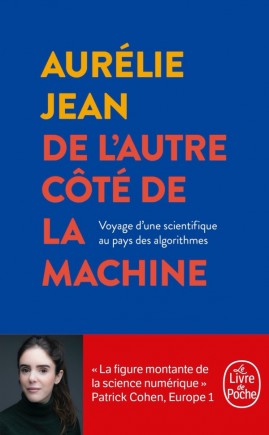 AURÉLIE
JEAN
DE L'AUTRE
CÔTÉ DE
LA
MACHINE
Voyage d'une scientifique
au pays des algorithmes
« La figure montante de
la science numérique »
Patrick Cohen, Europe 1
Le
Livre
de
Poche